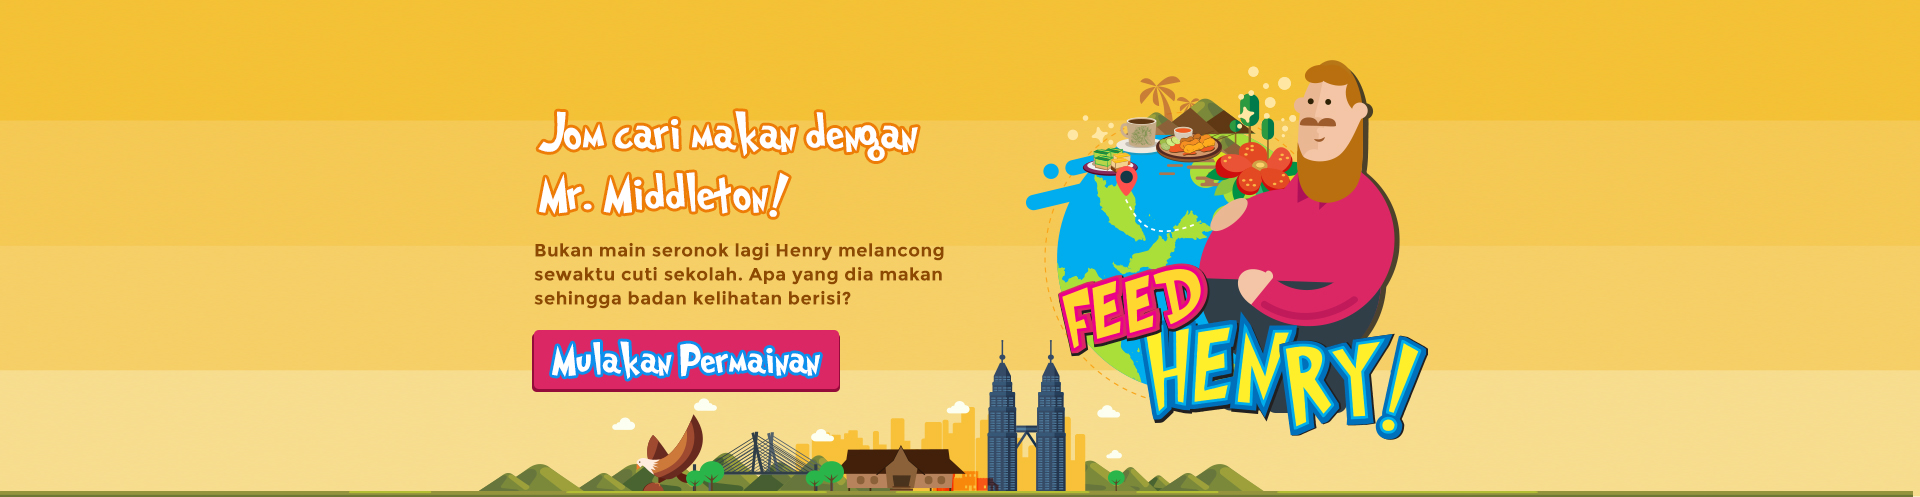 Jom cari makan dengan
Mr. Middleton!
Bukan main seronok lagi Henry melancong
sewaktu cuti sekolah. Apa yang dia makan
sehingga badan kelihatan berisi?
Mulakan Permainan
FEED
HENRY!